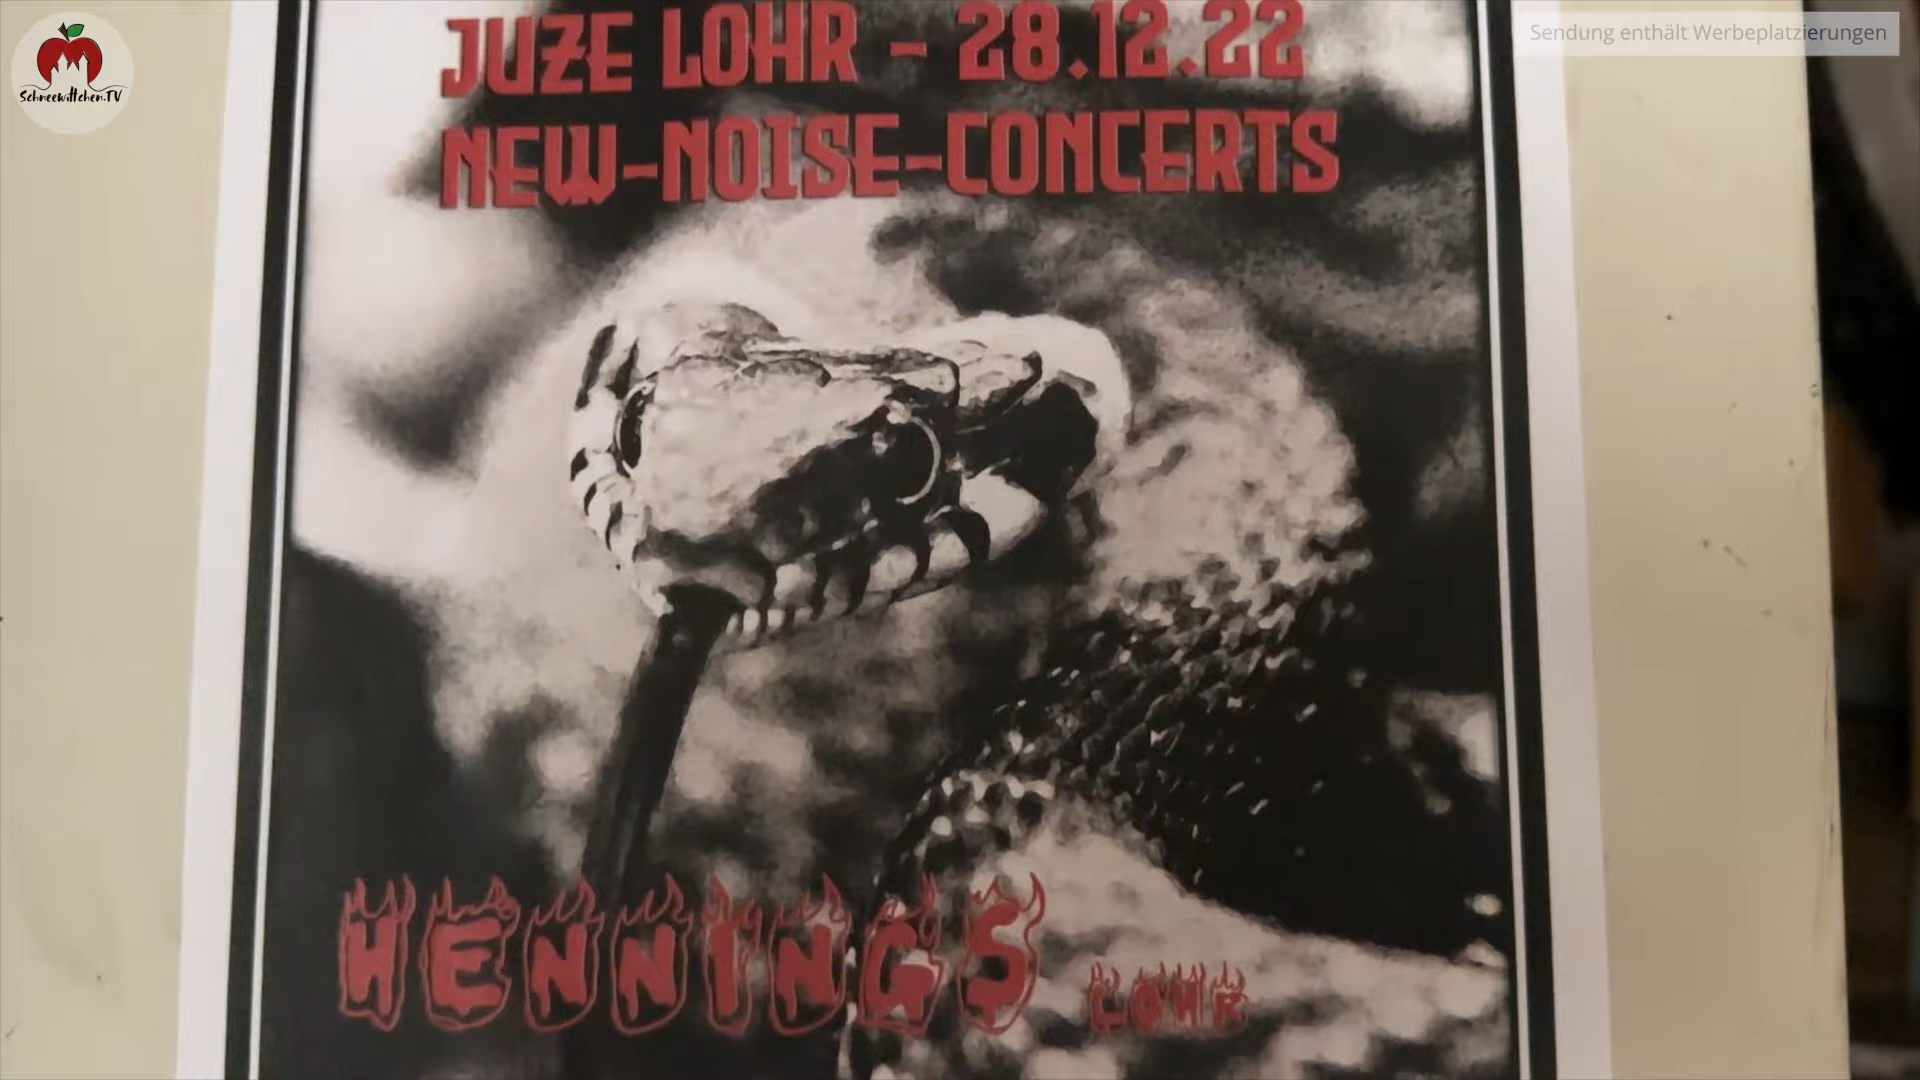 Schneewittchen.TV
Sendung enthält Werbeplatzierungen
JUZE LOHR - 28.12.22
NEW-NOISE-CONCERTS
HENNINGS LOHR